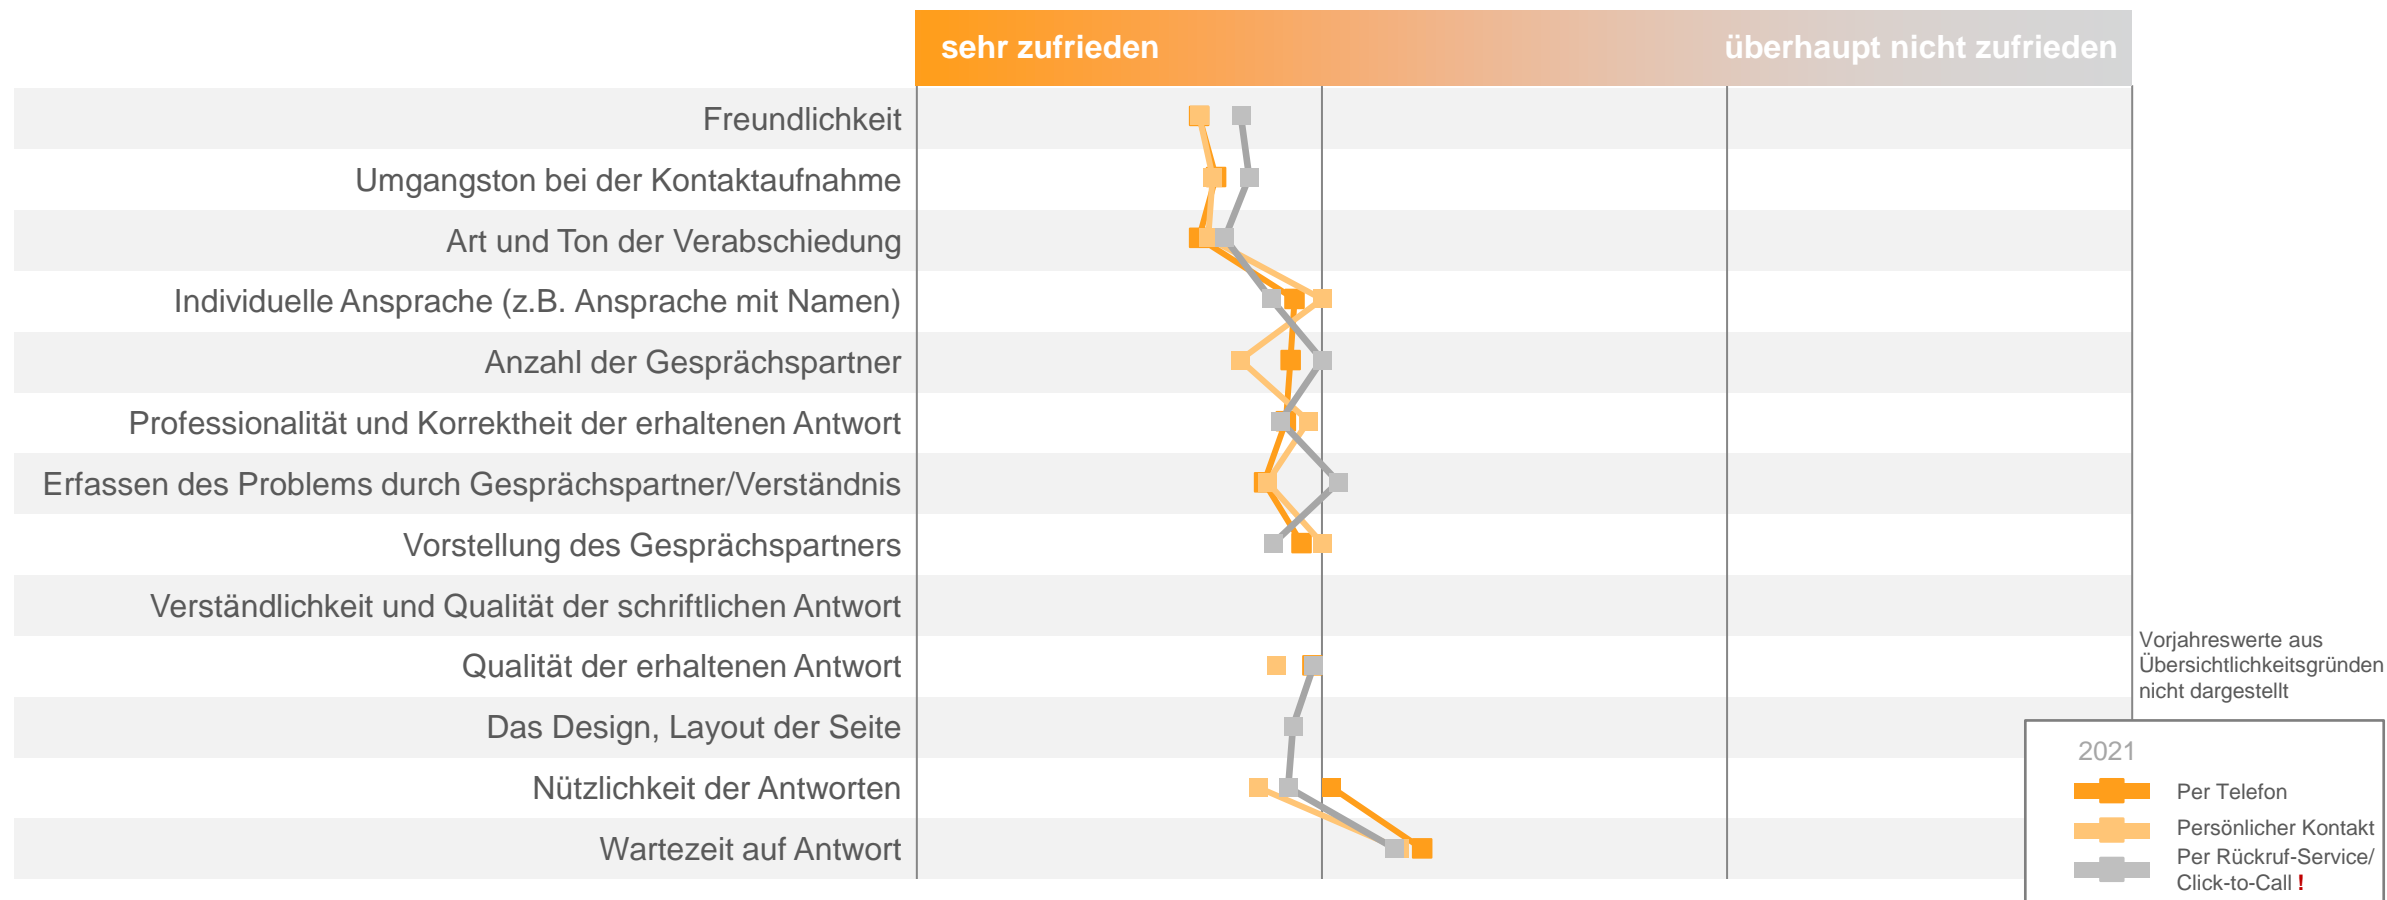 sehr zufrieden
überhaupt nicht zufrieden
Freundlichkeit
Umgangston bei der Kontaktaufnahme
Art und Ton der Verabschiedung
Individuelle Ansprache (z.B. Ansprache mit Namen)
Anzahl der Gesprächspartner
Professionalität und Korrektheit der erhaltenen Antwort
Erfassen des Problems durch Gesprächspartner/Verständnis
Vorstellung des Gesprächspartners
Verständlichkeit und Qualität der schriftlichen Antwort
Qualität der erhaltenen Antwort
Das Design, Layout der Seite
Nützlichkeit der Antworten
Wartezeit auf Antwort
Vorjahreswerte aus
Übersichtlichkeitsgründen
nicht dargestellt
2021
Per Telefon
Persönlicher Kontakt
Per Rückruf-Service/
Click-to-Call !